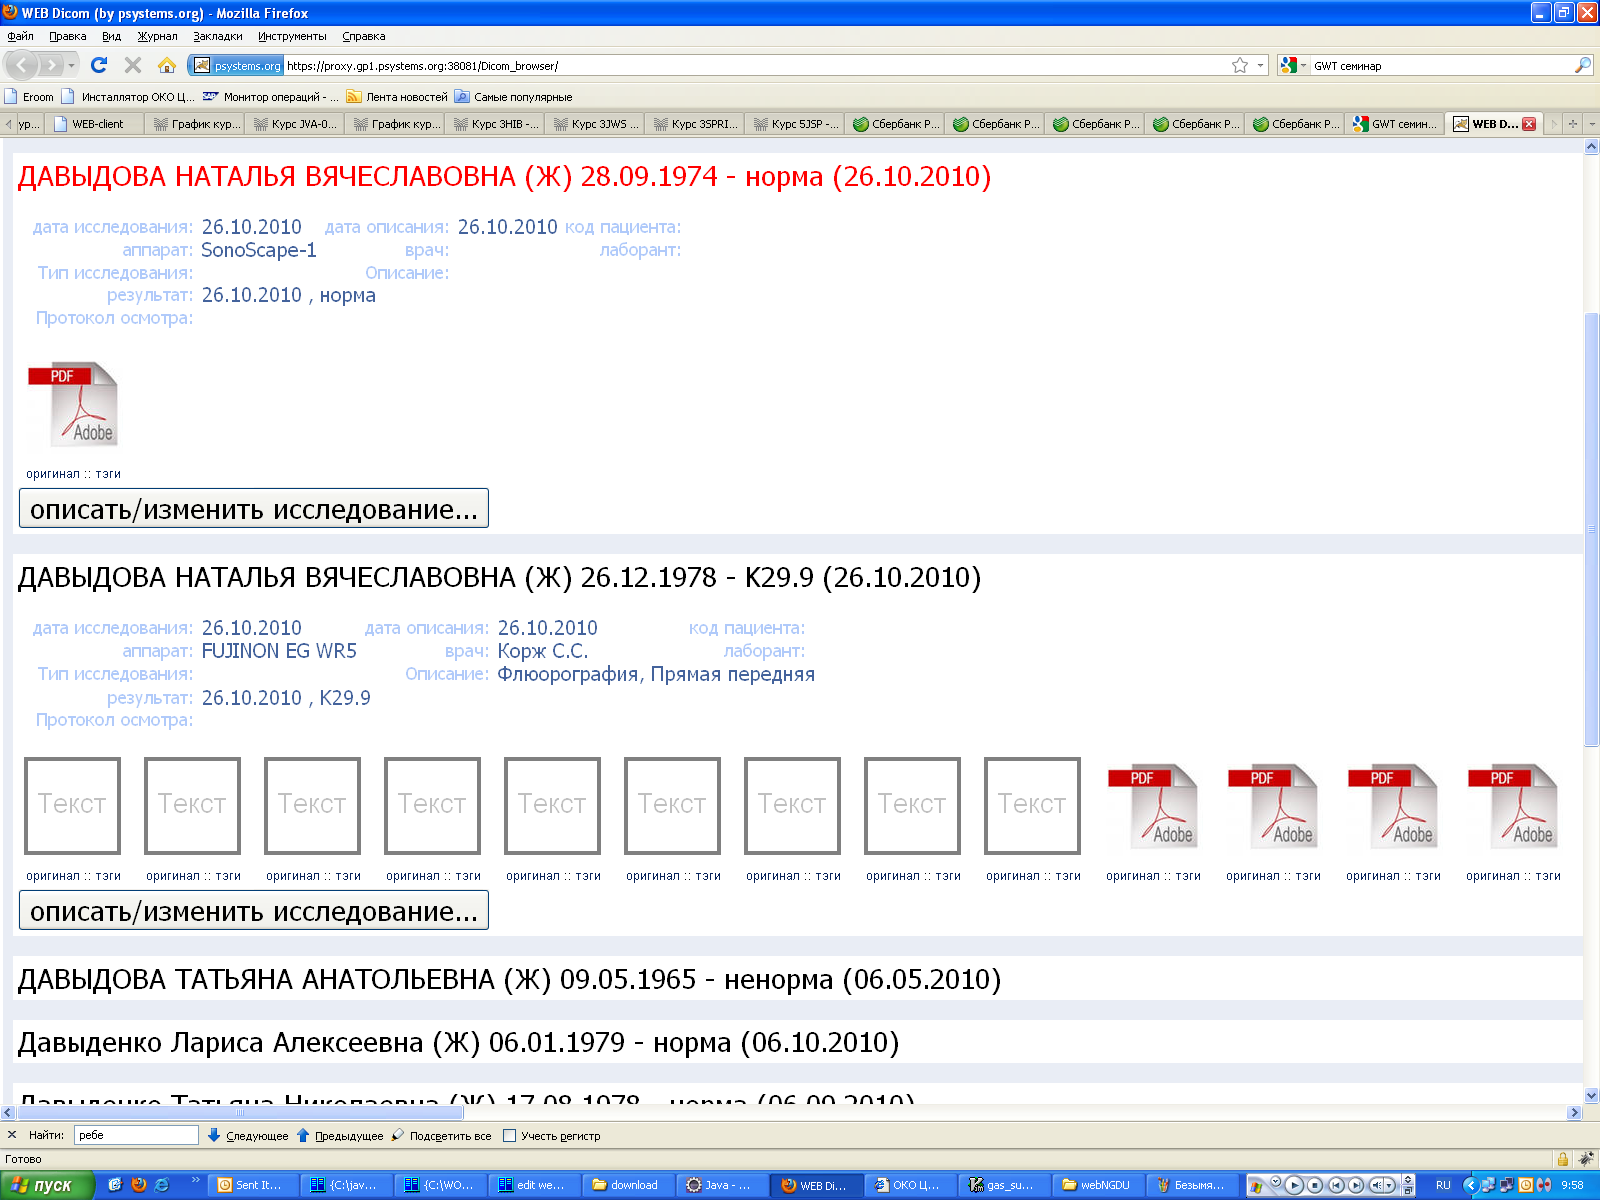 WEB Dicom (by psystems.org) - Mozilla Firefox
Файл Правка Вид Журнал Закладки Инструменты Справка
psystems.org https://proxy.gp1.psystems.org:38081/Dicom_browser/ GWT семинар
Eroom Инсталлятор ОКО Ц... Монитор операций - ... Лента новостей Самые популярные
ур... WEB-client График кур... Курс JVA-0... График кур... Курс 3HIB -... Курс 3JWS ... Курс 3SPRI... Курс 5JSP -... Сбербанк Р... Сбербанк Р... Сбербанк Р... Сбербанк Р... Сбербанк Р... GWT семин... WEB D...
ДАВЫДОВА НАТАЛЬЯ ВЯЧЕСЛАВОВНА (Ж) 28.09.1974 - норма (26.10.2010)
дата исследования: 26.10.2010 дата описания: 26.10.2010 код пациента:
аппарат: SonoScape-1 врач: лаборант:
Тип исследования: Описание:
результат: 26.10.2010 , норма
Протокол осмотра:
PDF
Adobe
оригинал :: тэги
описать/изменить исследование...
ДАВЫДОВА НАТАЛЬЯ ВЯЧЕСЛАВОВНА (Ж) 26.12.1978 - K29.9 (26.10.2010)
дата исследования: 26.10.2010 дата описания: 26.10.2010 код пациента:
аппарат: FUJINON EG WR5 врач: Корж С.С. лаборант:
Тип исследования: Описание: Флюорография, Прямая передняя
результат: 26.10.2010 , K29.9
Протокол осмотра:
PDF PDF PDF PDF
Текст Текст Текст Текст Текст Текст Текст Текст Текст
Adobe Adobe Adobe Adobe
оригинал :: тэги оригинал :: тэги оригинал :: тэги оригинал :: тэги оригинал :: тэги оригинал :: тэги оригинал :: тэги оригинал :: тэги оригинал :: тэги оригинал :: тэги оригинал :: тэги оригинал :: тэги оригинал :: тэги
описать/изменить исследование...
ДАВЫДОВА ТАТЬЯНА АНАТОЛЬЕВНА (Ж) 09.05.1965 - ненорма (06.05.2010)
Давыденко Лариса Алексеевна (Ж) 06.01.1979 - норма (06.10.2010)
Давыденко Татьяна Николаевна (Ж) 17.08.1978 - норма (06.09.2010)
Найти: ребе Следующее Предыдущее Подсветить все Учесть регистр
Готово
пуск Sent It... {C:\jav... {C:\WO... edit we... download Java - ... WEB Di... ОКО Ц... gas_su... webNGDU Безымя... RU 9:58